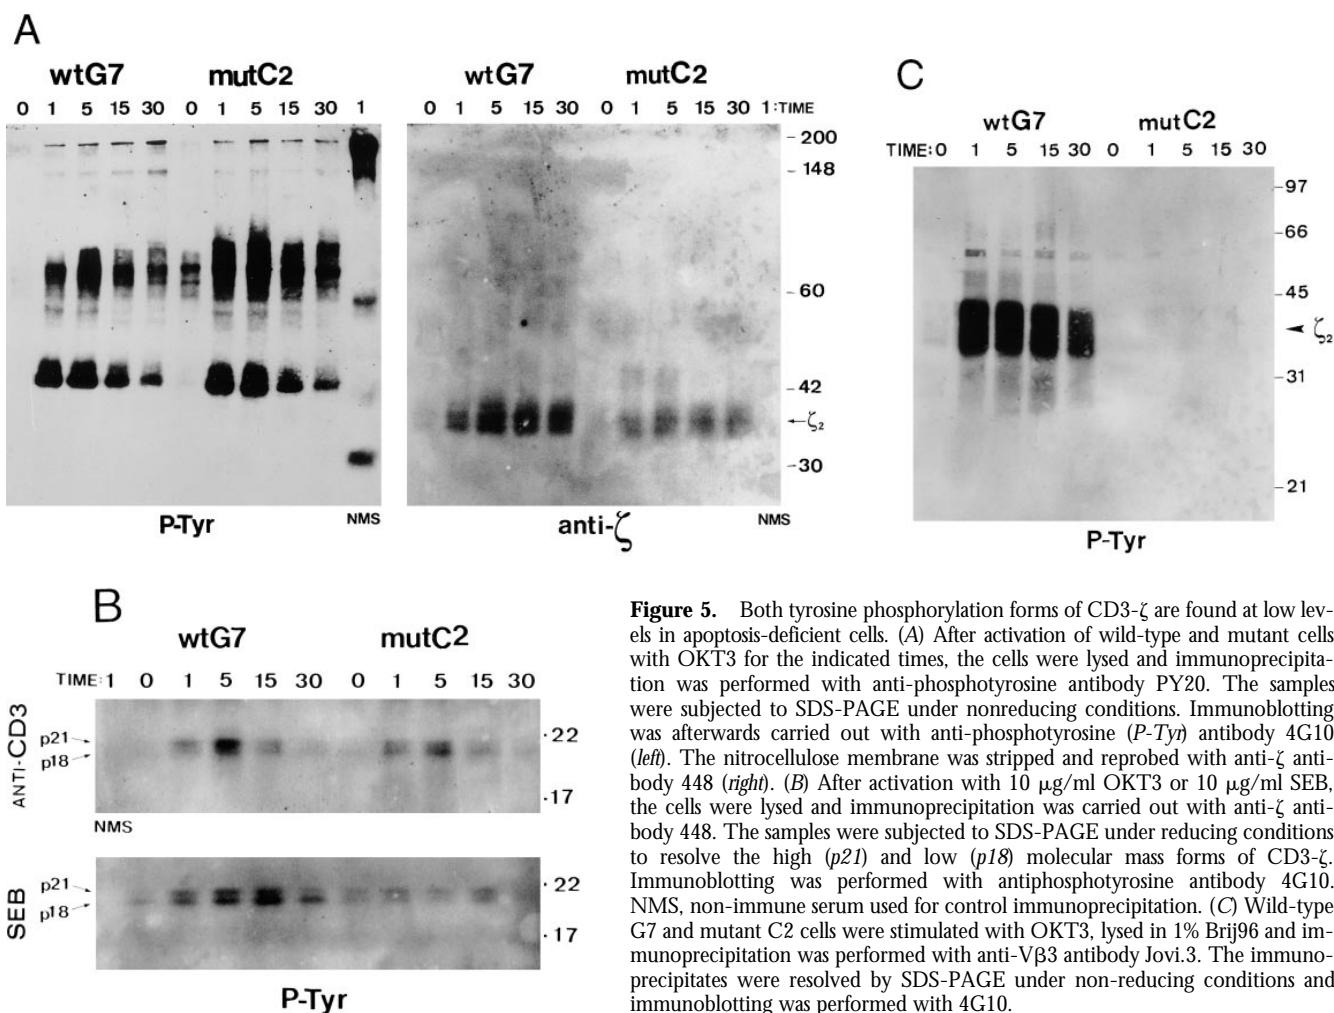 A
wtG7 mutC2
0 1 5 15 30 0 1 5 15 30 1
P-Tyr NMS
wtG7 mutC2
0 1 5 15 30 0 1 5 15 30 1:TIME
200
148
60
42
ζ2
30
anti-ζ NMS
C
wtG7 mutC2
TIME: 0 1 5 15 30 0 1 5 15 30
97
66
45
ζ2
31
21
P-Tyr
B
wtG7 mutC2
TIME: 1 0 1 5 15 30 0 1 5 15 30
ANTI-CD3
p21
p18
22
17
NMS
SEB
p21
p18
22
17
P-Tyr
Figure 5. Both tyrosine phosphorylation forms of CD3-ζ are found at low lev-
els in apoptosis-deficient cells. (A) After activation of wild-type and mutant cells
with OKT3 for the indicated times, the cells were lysed and immunoprecipita-
tion was performed with anti-phosphotyrosine antibody PY20. The samples
were subjected to SDS-PAGE under nonreducing conditions. Immunoblotting
was afterwards carried out with anti-phosphotyrosine (P-Tyr) antibody 4G10
(left). The nitrocellulose membrane was stripped and reprobed with anti-ζ anti-
body 448 (right). (B) After activation with 10 μg/ml OKT3 or 10 μg/ml SEB,
the cells were lysed and immunoprecipitation was carried out with anti-ζ anti-
body 448. The samples were subjected to SDS-PAGE under reducing conditions
to resolve the high (p21) and low (p18) molecular mass forms of CD3-ζ.
Immunoblotting was performed with antiphosphotyrosine antibody 4G10.
NMS, non-immune serum used for control immunoprecipitation. (C) Wild-type
G7 and mutant C2 cells were stimulated with OKT3, lysed in 1% Brij96 and im-
munoprecipitation was performed with anti-Vβ3 antibody Jovi.3. The immuno-
precipitates were resolved by SDS-PAGE under non-reducing conditions and
immunoblotting was performed with 4G10.